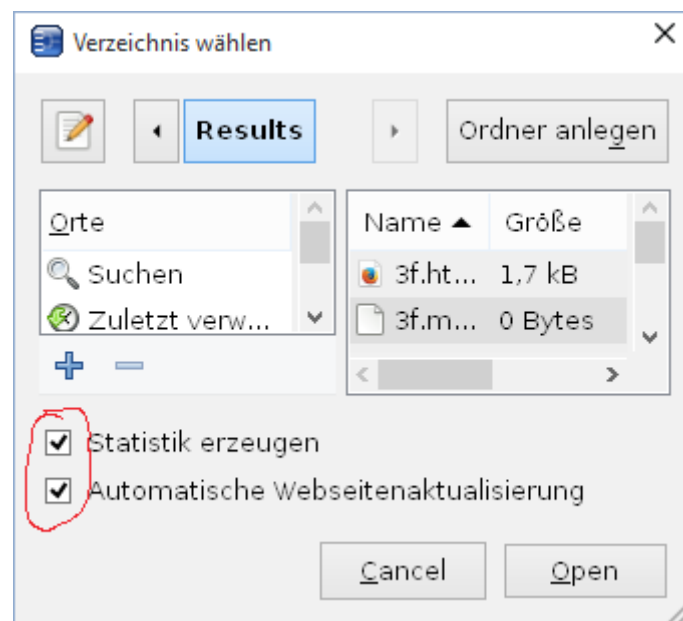 Verzeichnis wählen
Results
Ordner anlegen
Orte
Name Größe
Suchen
3f.ht... 1,7 kB
Zuletzt verw...
3f.m... 0 Bytes
Statistik erzeugen
Automatische Webseitenaktualisierung
Cancel Open